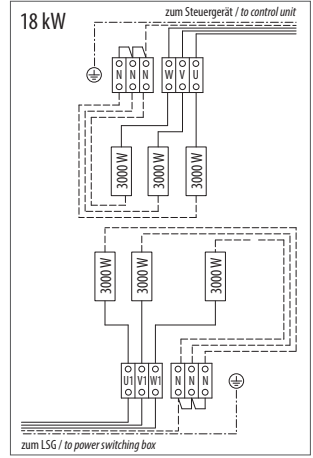 18 kW
zum Steuergerät / to control unit
N N N W V U
3000 W 3000 W 3000 W
3000 W 3000 W 3000 W
U1 V1 W1 N N N
zum LSG / to power switching box